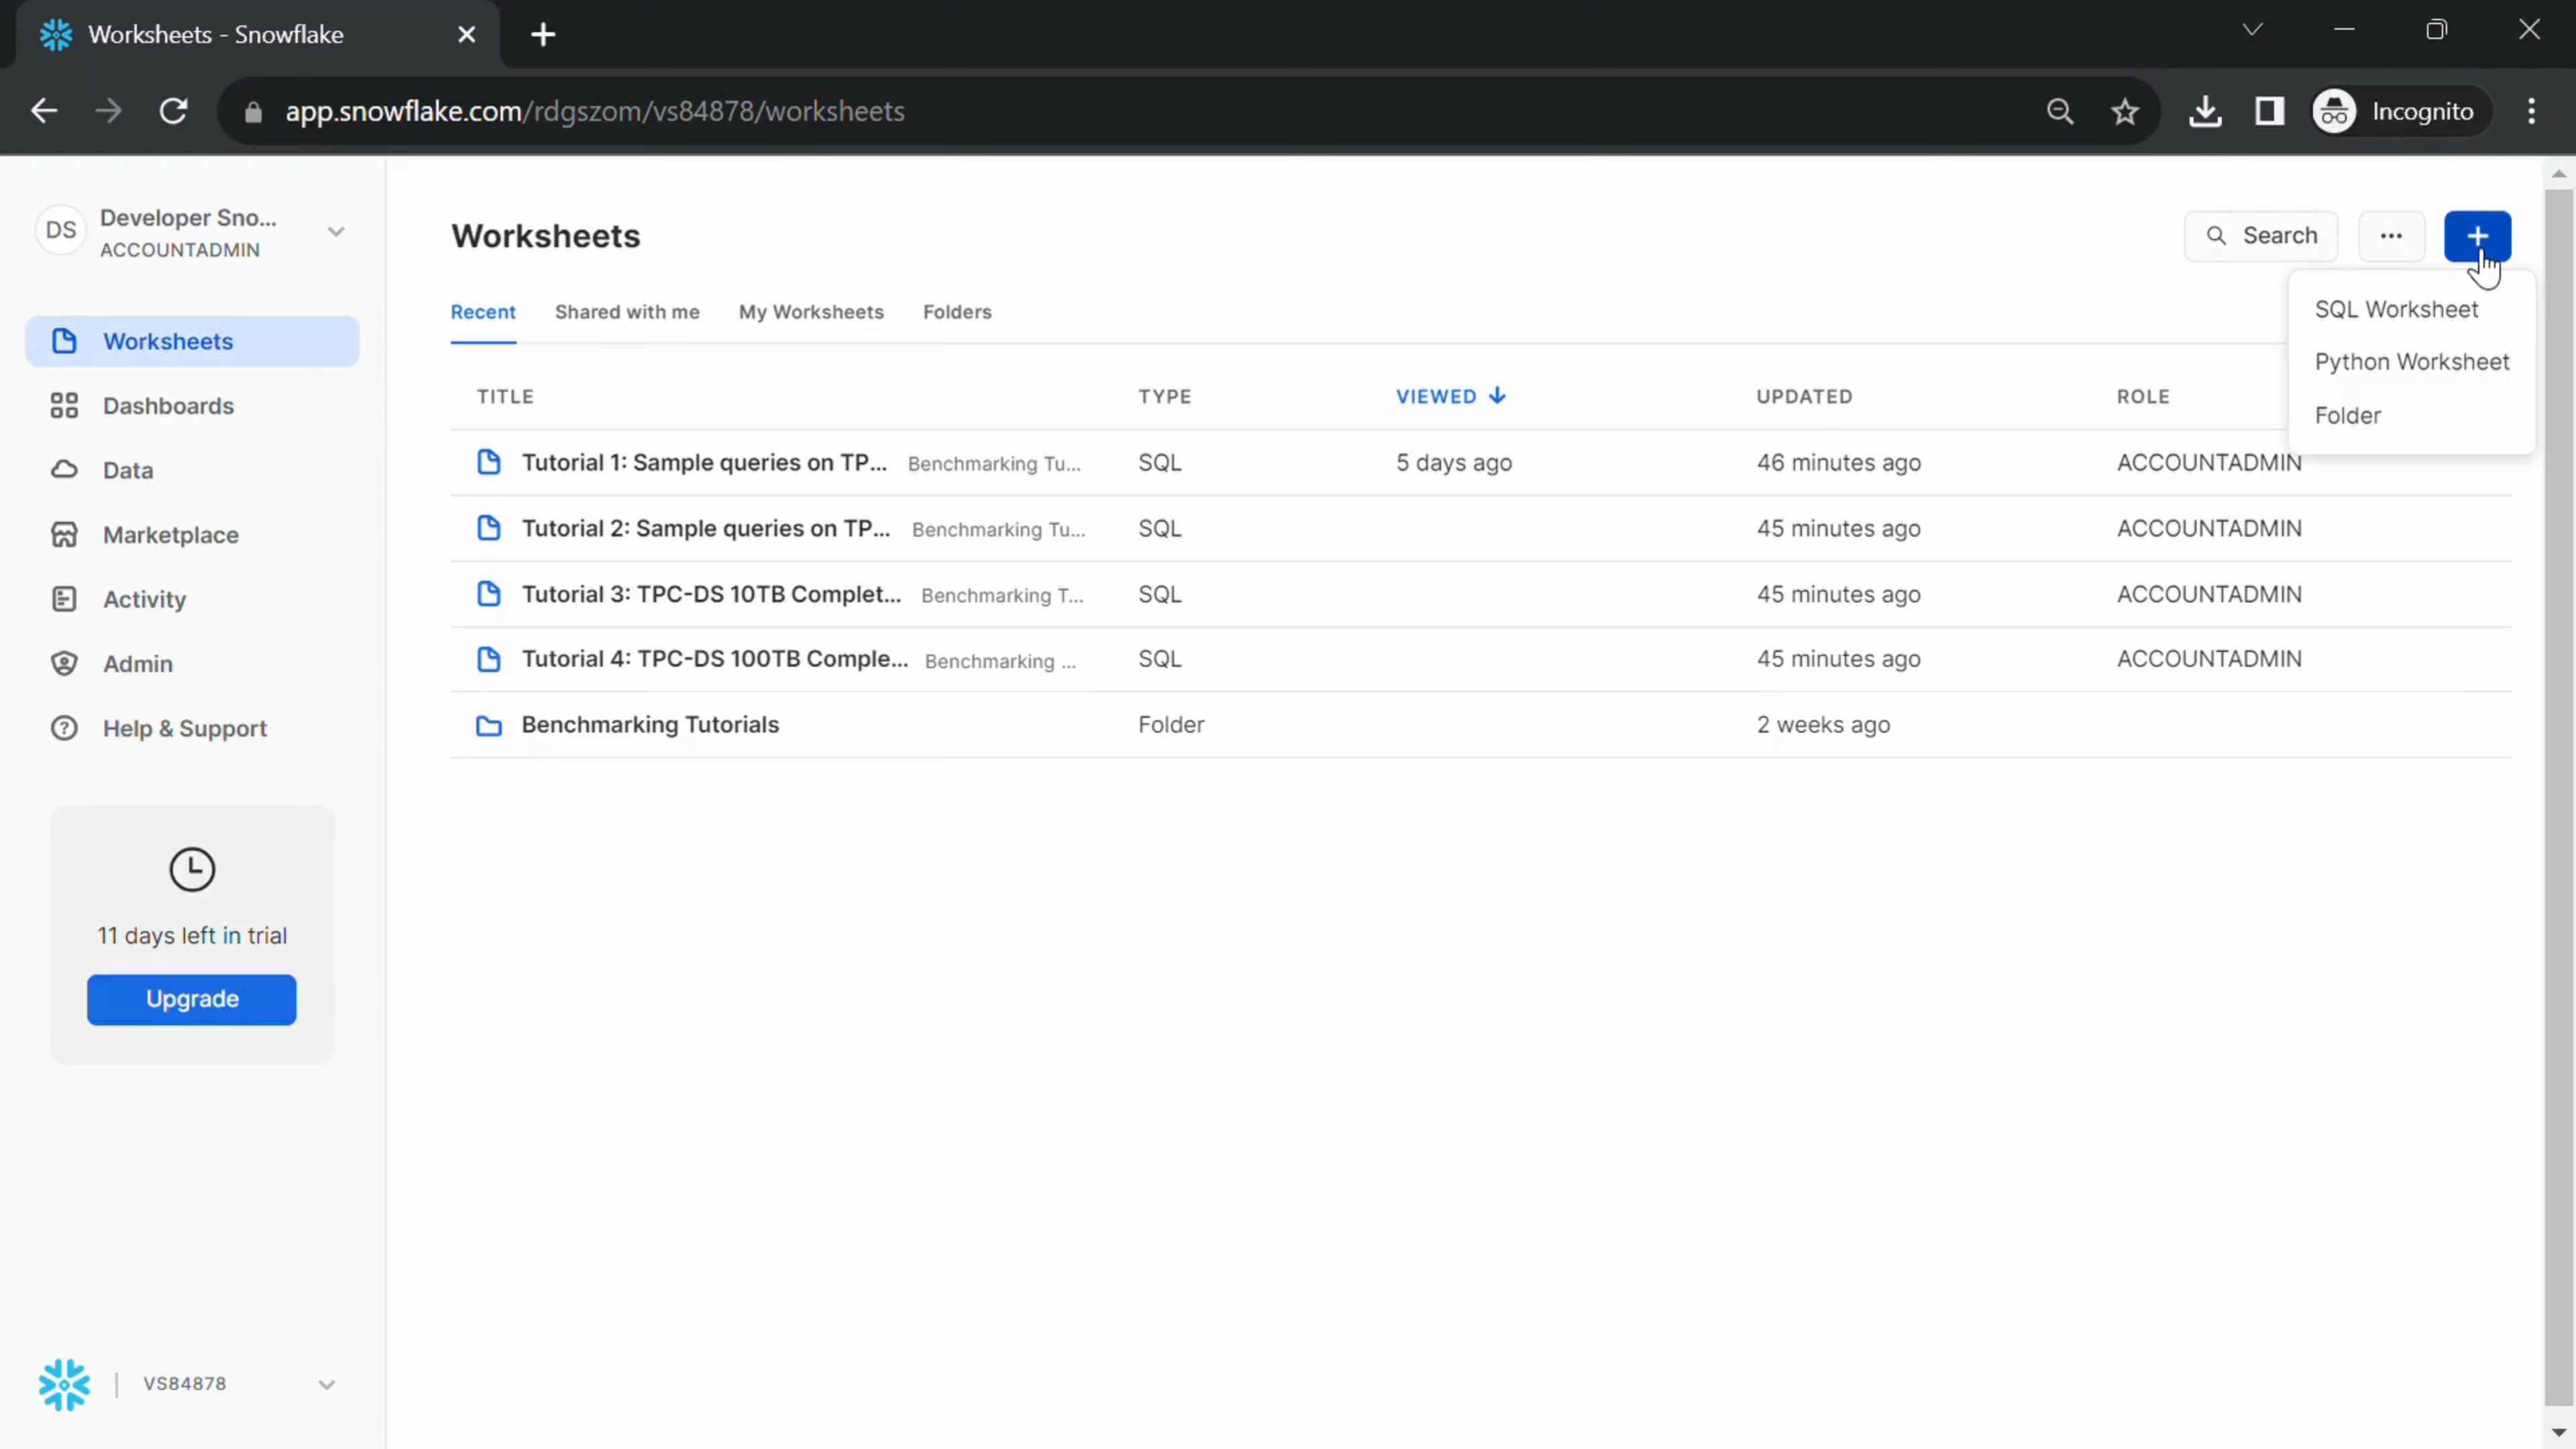 Worksheets - Snowflake
app.snowflake.com/rdgszom/vs84878/worksheets
Incognito
DS
Developer Sno...
ACCOUNTADMIN
Worksheets
Dashboards
Data
Marketplace
Activity
Admin
Help & Support
11 days left in trial
Upgrade
VS84878
Worksheets
Search
SQL Worksheet
Python Worksheet
Folder
Recent Shared with me My Worksheets Folders
TITLE TYPE VIEWED UPDATED ROLE
Tutorial 1: Sample queries on TP... Benchmarking Tu... SQL 5 days ago 46 minutes ago ACCOUNTADMIN
Tutorial 2: Sample queries on TP... Benchmarking Tu... SQL 45 minutes ago ACCOUNTADMIN
Tutorial 3: TPC-DS 10TB Complet... Benchmarking T... SQL 45 minutes ago ACCOUNTADMIN
Tutorial 4: TPC-DS 100TB Comple... Benchmarking ... SQL 45 minutes ago ACCOUNTADMIN
Benchmarking Tutorials Folder 2 weeks ago